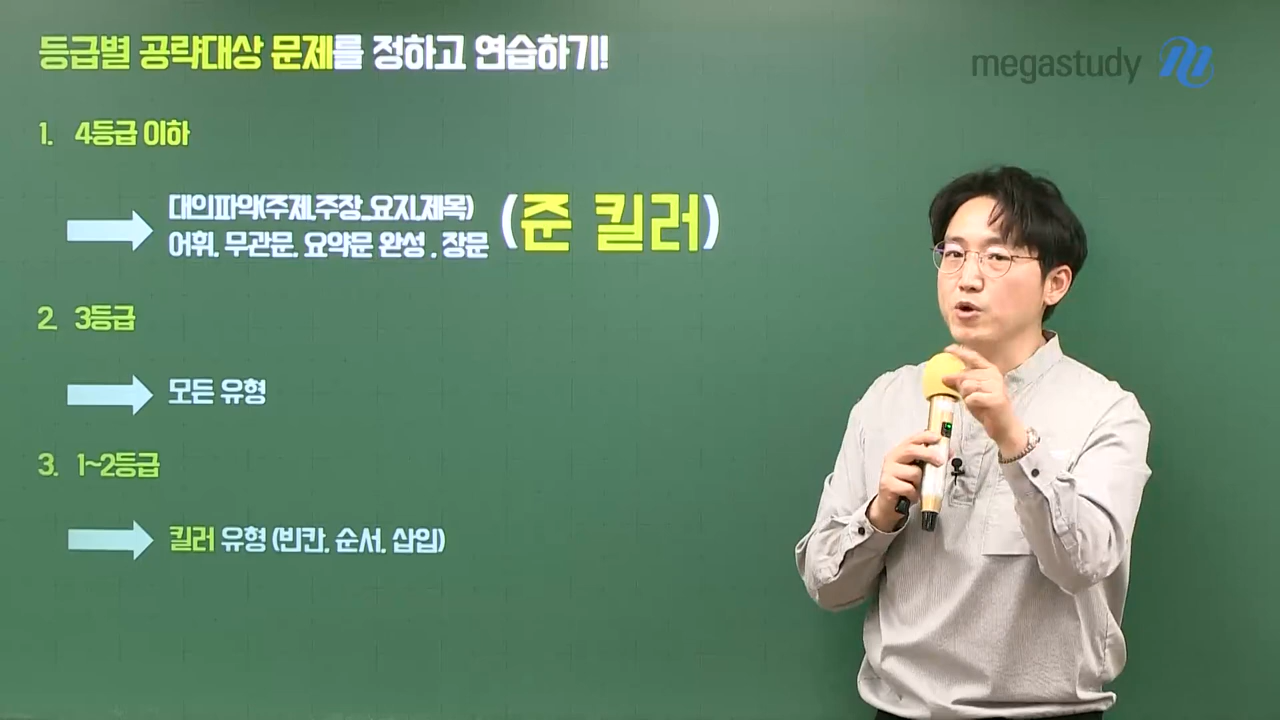 등급별 공략대상 문제를 정하고 연습하기!
megastudy
1. 4등급 이하
대의파악(주제,주장_요지,제목)
어휘, 무관문, 요약문 완성 , 장문
(준 킬러)
2. 3등급
모든 유형
3. 1~2등급
킬러 유형 (빈칸, 순서, 삽입)